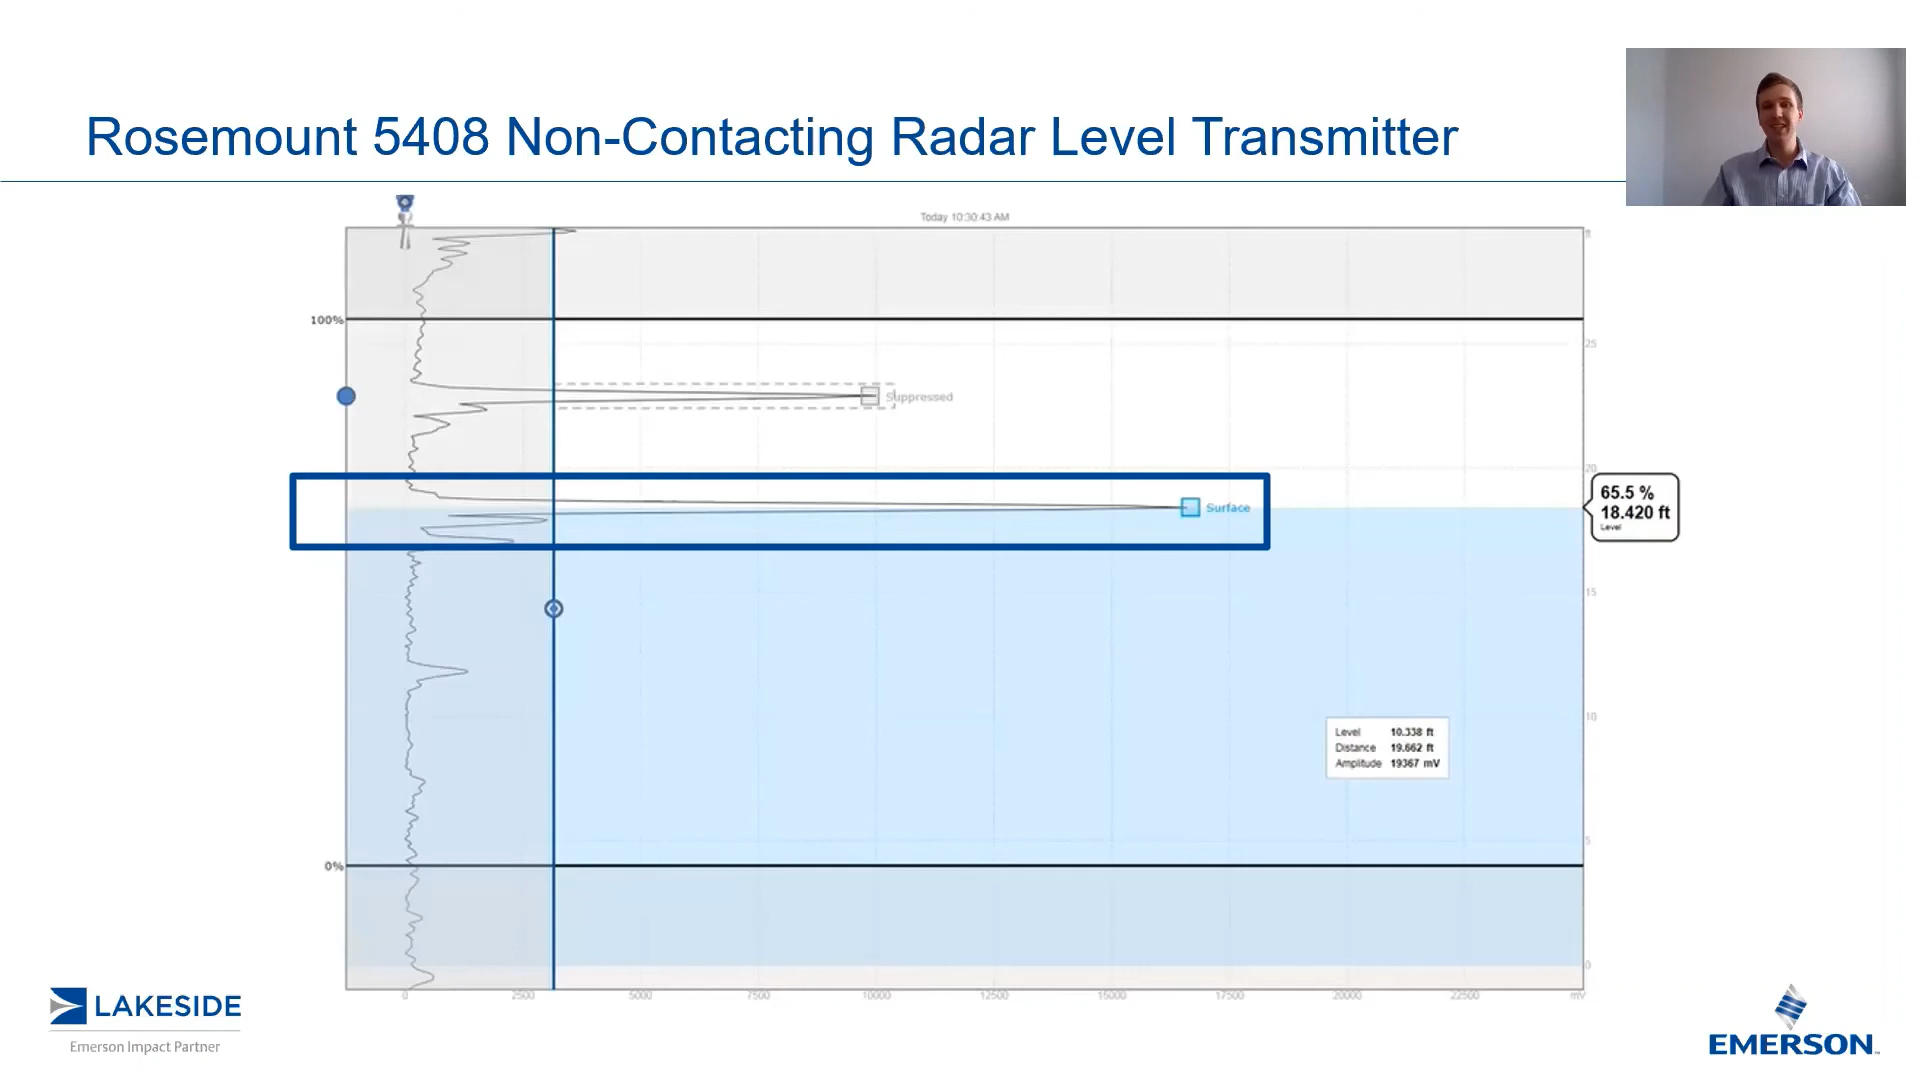 Rosemount 5408 Non-Contacting Radar Level Transmitter
Today 10:30:43 AM
ft
100%
25
Suppressed
20
Surface
65.5 %
18.420 ft
Level
15
10
Level 10.338 ft
Distance 19.662 ft
Amplitude 19367 mV
5
0%
0
0 2500 5000 7500 10000 12500 15000 17500 20000 22500 mV
LAKESIDE
Emerson Impact Partner
EMERSON